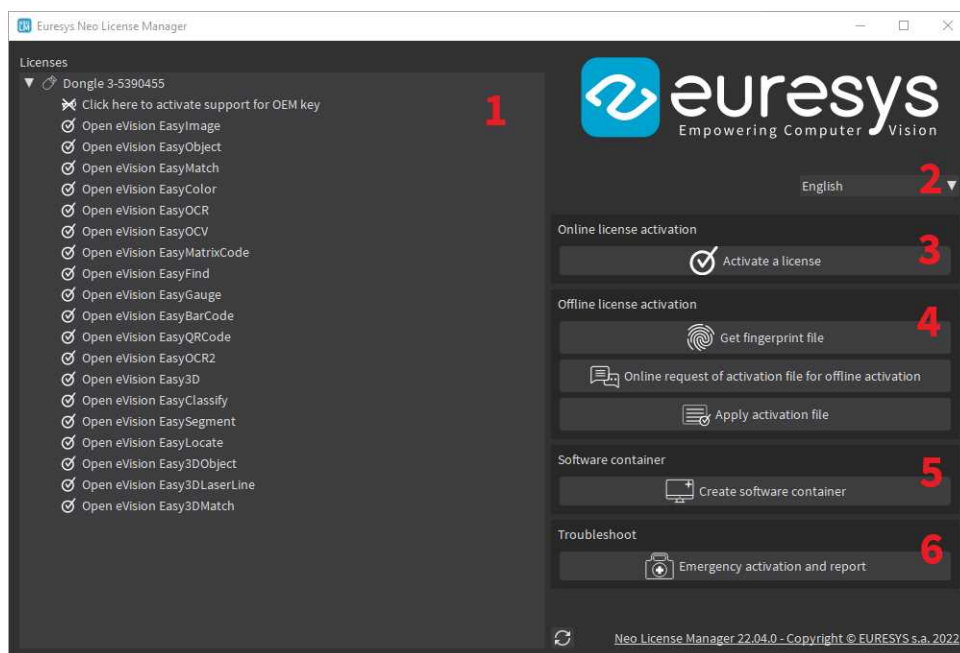 Euresys Neo License Manager
Licenses
Dongle 3-5390455
Click here to activate support for OEM key
1
Open eVision EasyImage
Open eVision EasyObject
Open eVision EasyMatch
Open eVision EasyColor
Open eVision EasyOCR
Open eVision EasyOCV
Open eVision EasyMatrixCode
Open eVision EasyFind
Open eVision EasyGauge
Open eVision EasyBarCode
Open eVision EasyQRCode
Open eVision EasyOCR2
Open eVision Easy3D
Open eVision EasyClassify
Open eVision EasySegment
Open eVision EasyLocate
Open eVision Easy3DObject
Open eVision Easy3DLaserLine
Open eVision Easy3DMatch
euresys
Empowering Computer Vision
English 2
Online license activation
Activate a license 3
Offline license activation
4
Get fingerprint file
Online request of activation file for offline activation
Apply activation file
Software container
Create software container 5
Troubleshoot
Emergency activation and report 6
Neo License Manager 22.04.0 - Copyright © EURESYS s.a. 2022